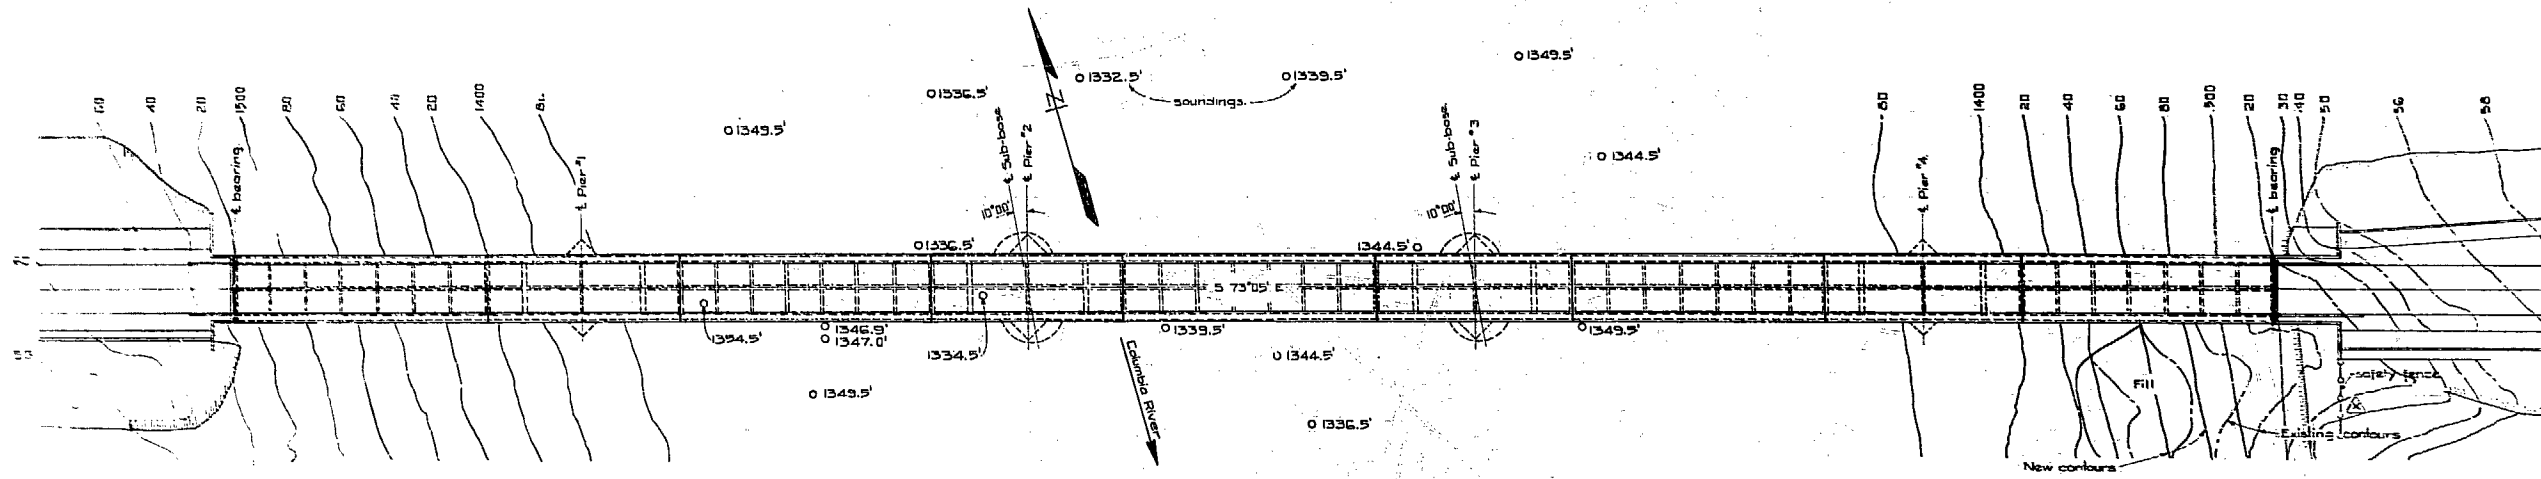 60 40 20 1500 80 60 40 20 1400 80
℄ bearing
℄ Pier #1
O 1349.5'
O 1336.5'
℄ Sub-base
℄ Pier #2
10°00'
N
O 1332.5'
Soundings.
O 1339.5'
O 1349.5'
℄ Sub-base
℄ Pier #3
10°00'
O 1344.5'
80 1400 20 40 60 80 1500 20 30 40 50 56 58
℄ Pier #4
℄ bearing
O 1336.5'
1344.5' O
S 73°05' E
1354.5'
O 1346.9'
O 1347.0'
1334.5'
O 1339.5'
O 1349.5'
O 1344.5'
Columbia River
O 1349.5'
O 1336.5'
Fill
safety fence
Existing contours
New contours